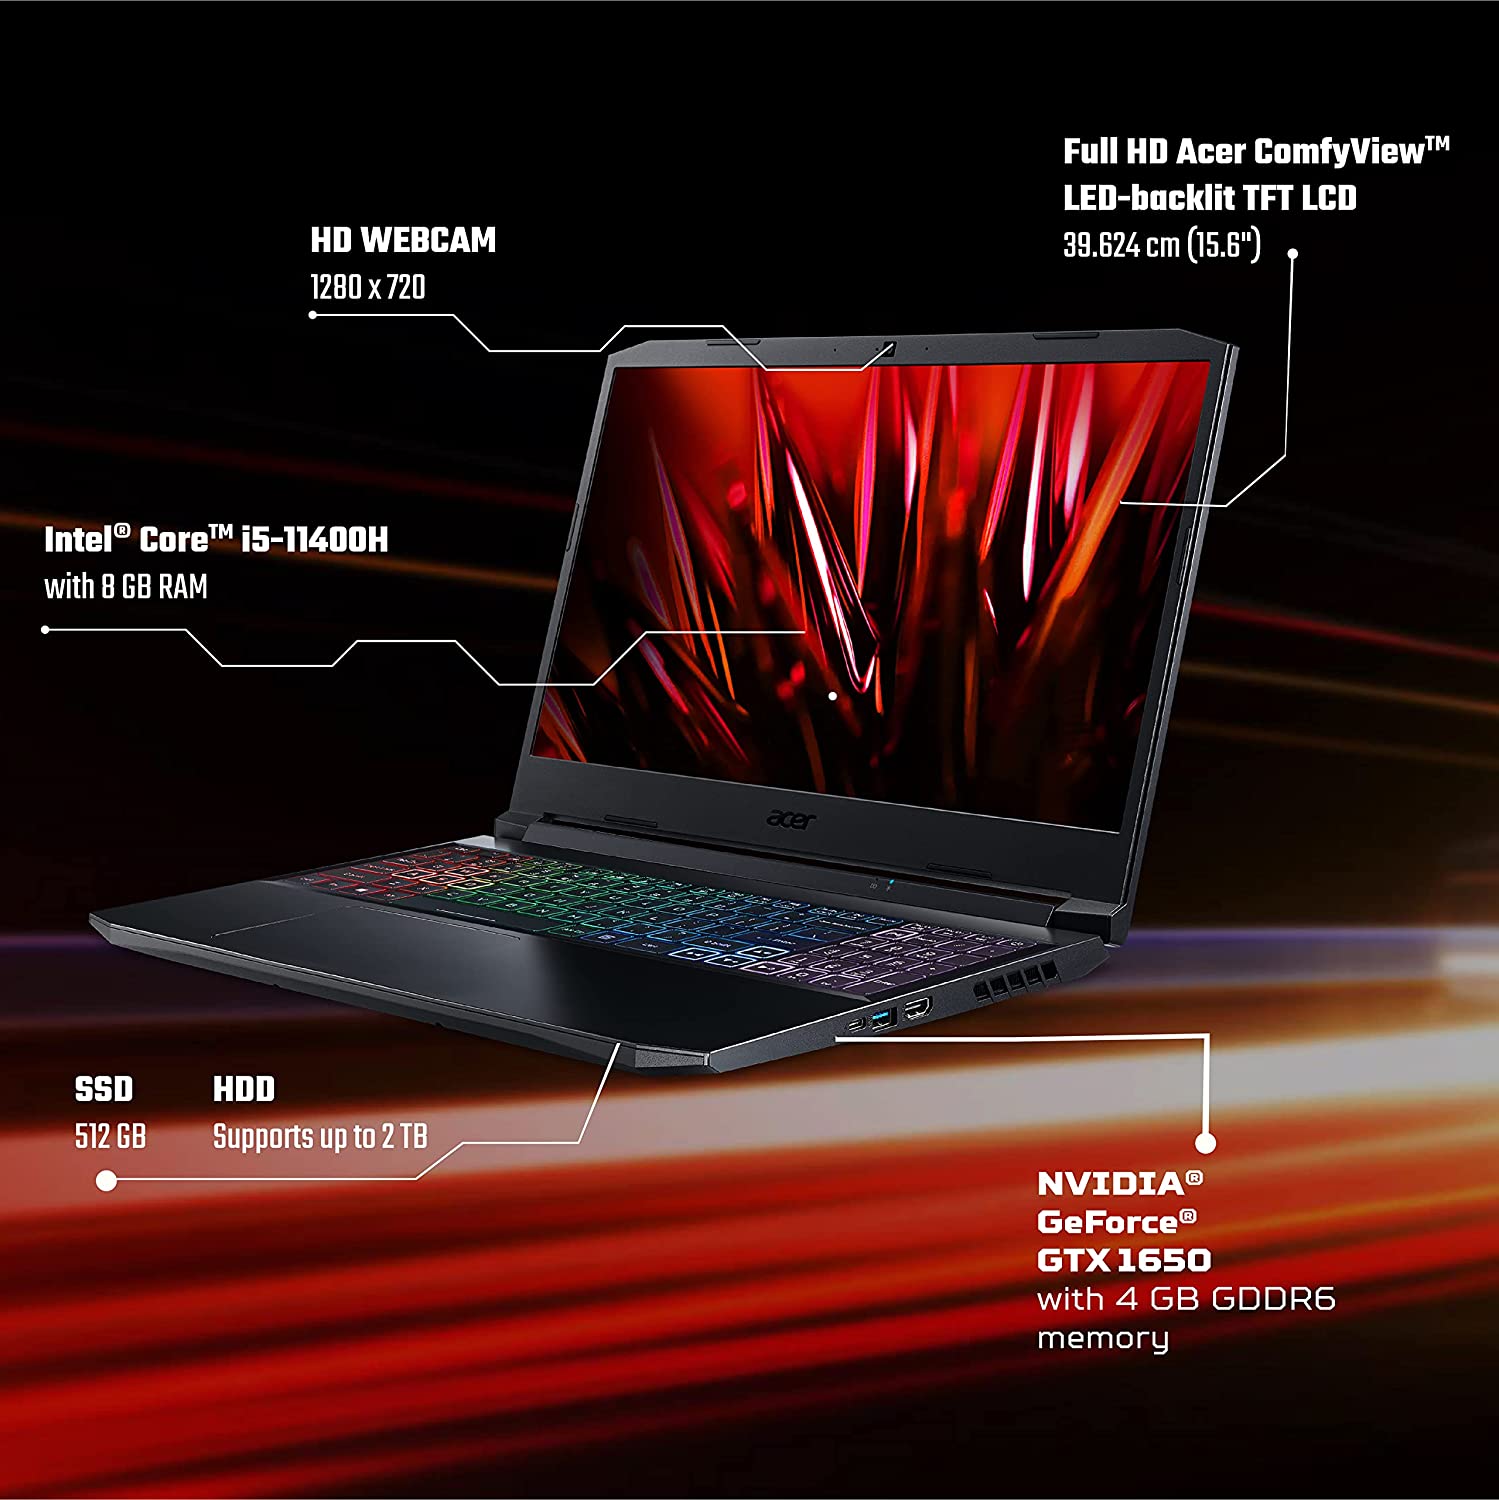 Full HD Acer ComfyView™
LED-backlit TFT LCD
39.624 cm (15.6")
HD WEBCAM
1280 x 720
Intel® Core™ i5-11400H
with 8 GB RAM
acer
SSD
512 GB
HDD
Supports up to 2 TB
NVIDIA®
GeForce®
GTX 1650
with 4 GB GDDR6
memory